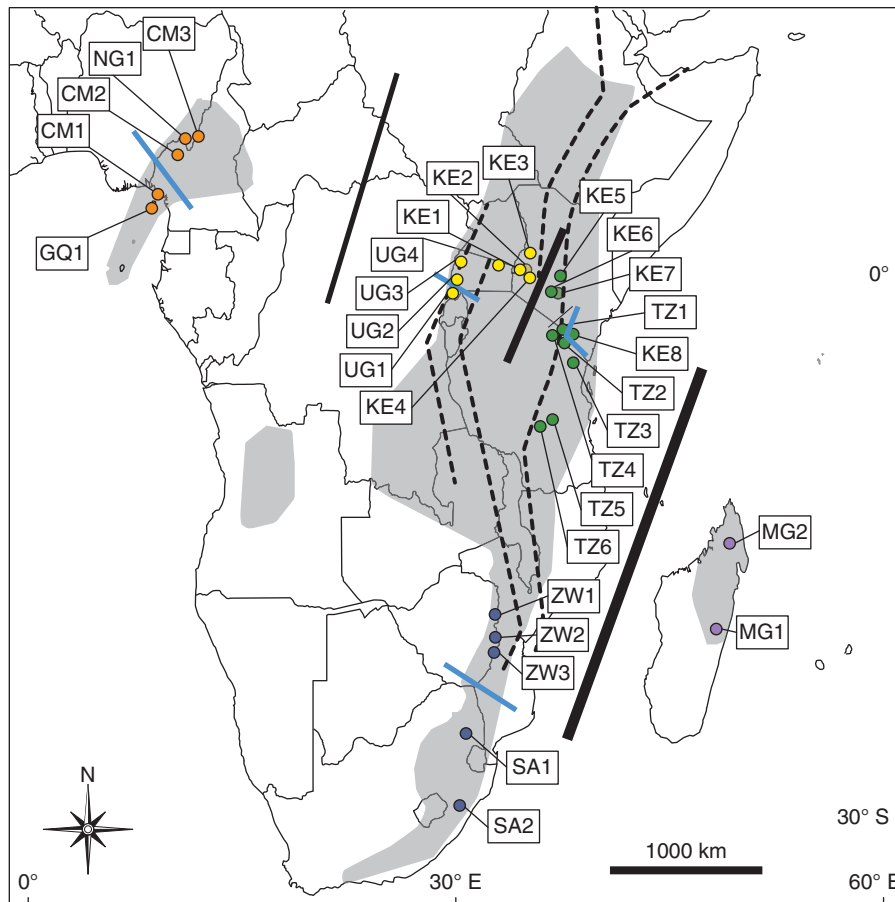 CM3
NG1
CM2
CM1
GQ1
KE3
KE2
KE1
UG4
UG3
UG2
UG1
KE4
KE5
KE6
KE7
0°
TZ1
KE8
TZ2
TZ3
TZ4
TZ5
TZ6
MG2
MG1
ZW1
ZW2
ZW3
SA1
SA2
N
30° S
1000 km
0°
30° E
60° E